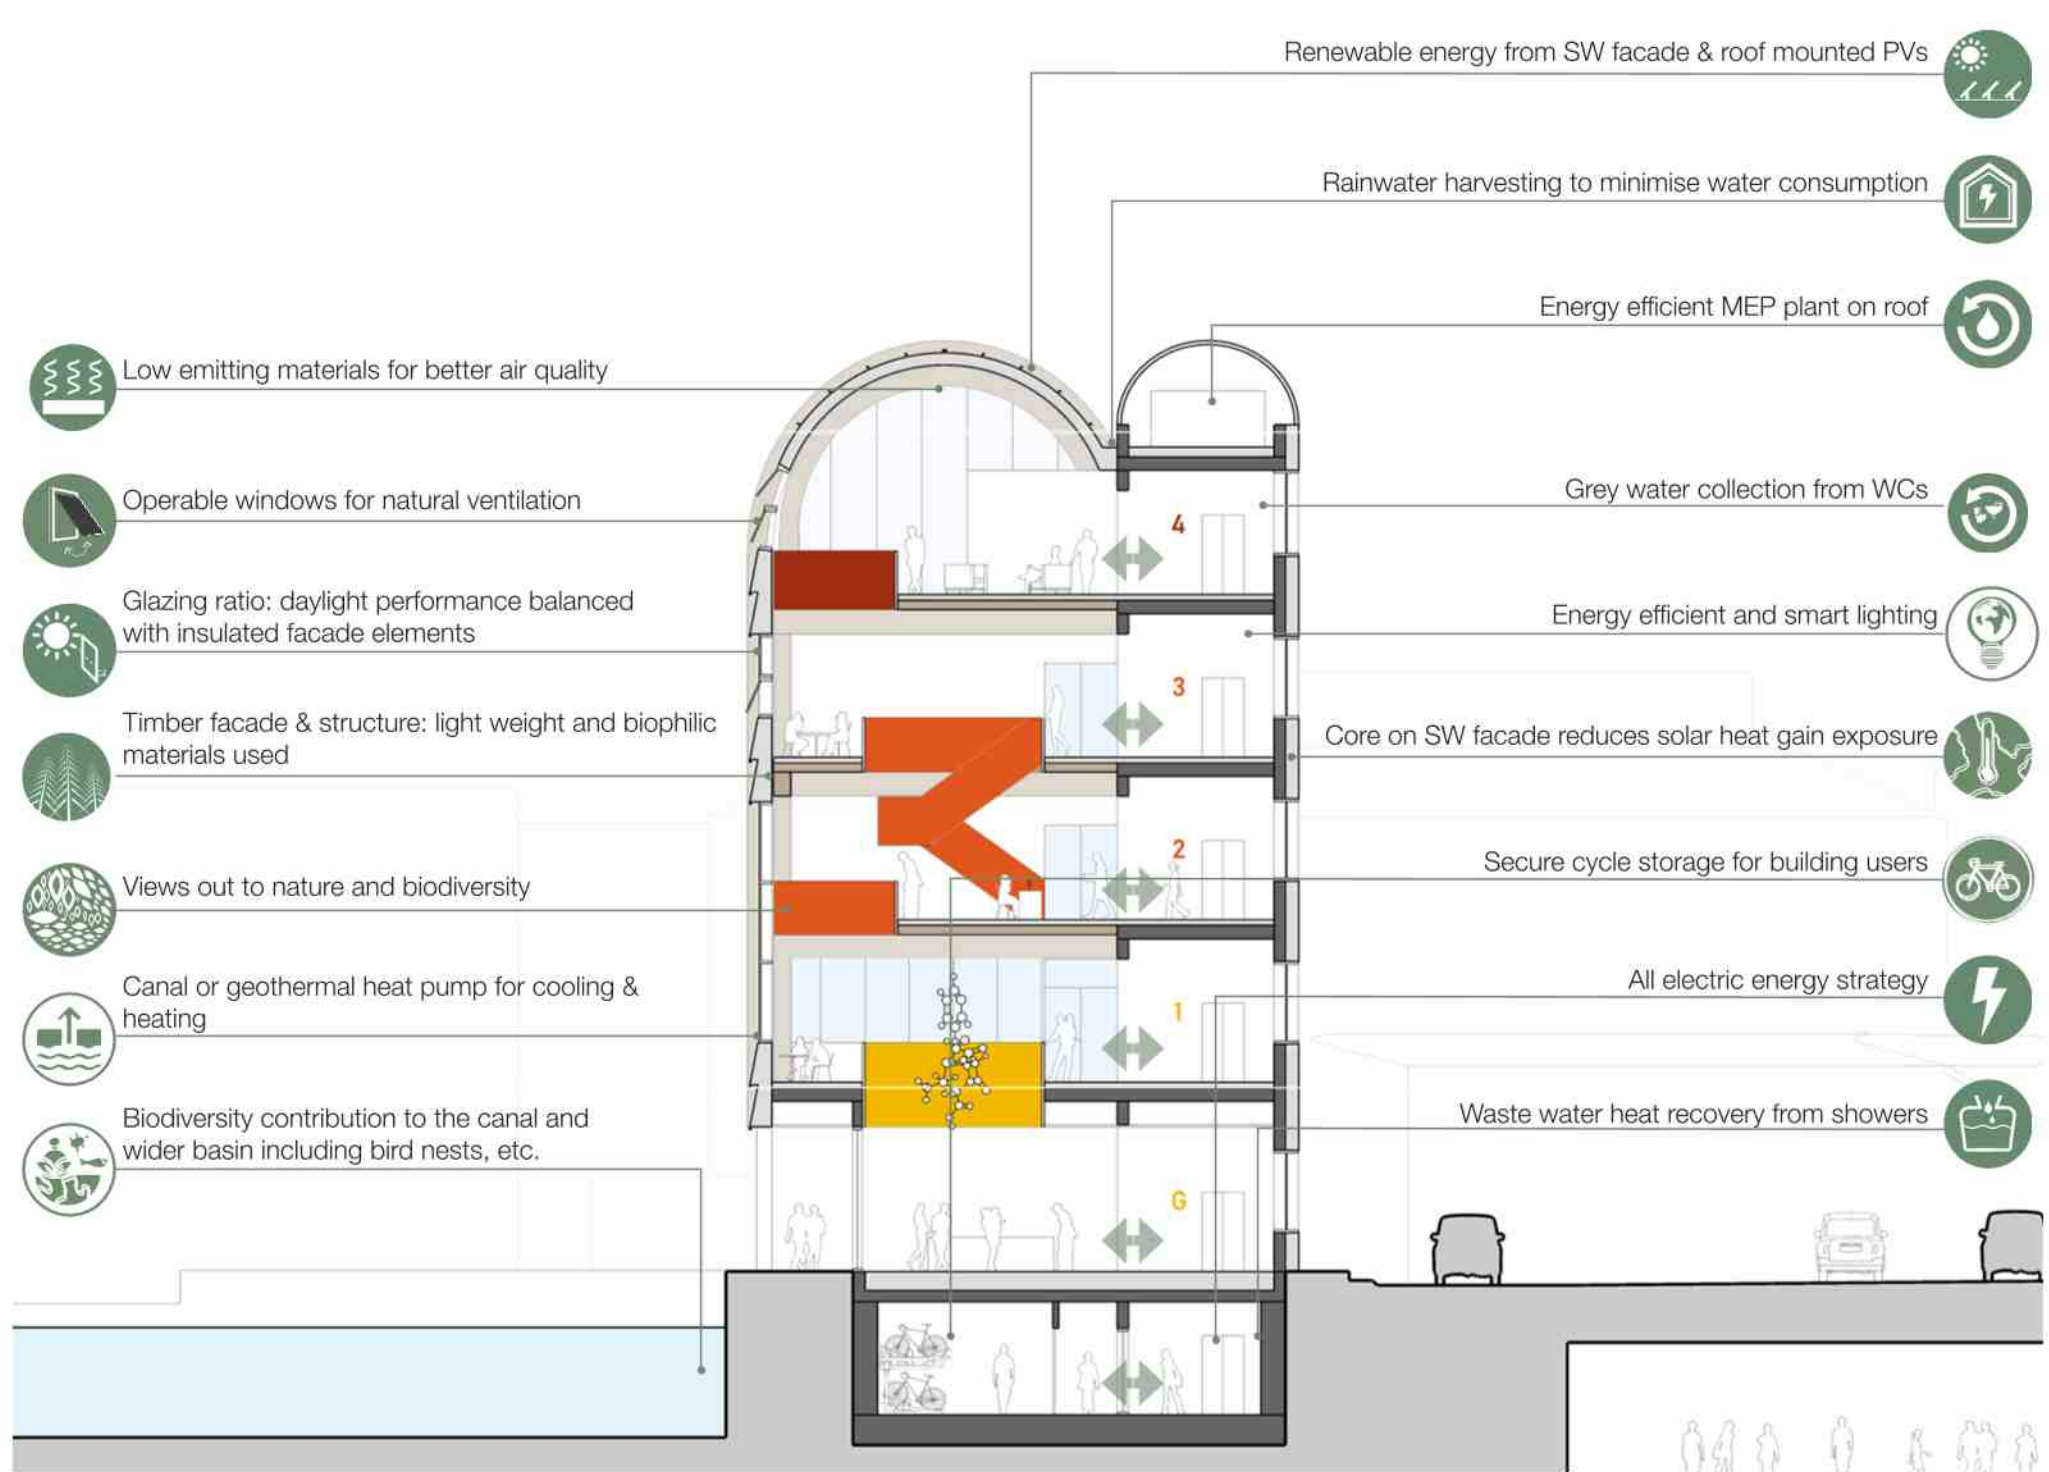 Renewable energy from SW facade & roof mounted PVs
Rainwater harvesting to minimise water consumption
Energy efficient MEP plant on roof
Low emitting materials for better air quality
Operable windows for natural ventilation
Grey water collection from WCs
4
Glazing ratio: daylight performance balanced
with insulated facade elements
Energy efficient and smart lighting
3
Timber facade & structure: light weight and biophilic
materials used
Core on SW facade reduces solar heat gain exposure
2
Secure cycle storage for building users
Views out to nature and biodiversity
Canal or geothermal heat pump for cooling &
heating
All electric energy strategy
1
Biodiversity contribution to the canal and
wider basin including bird nests, etc.
Waste water heat recovery from showers
G